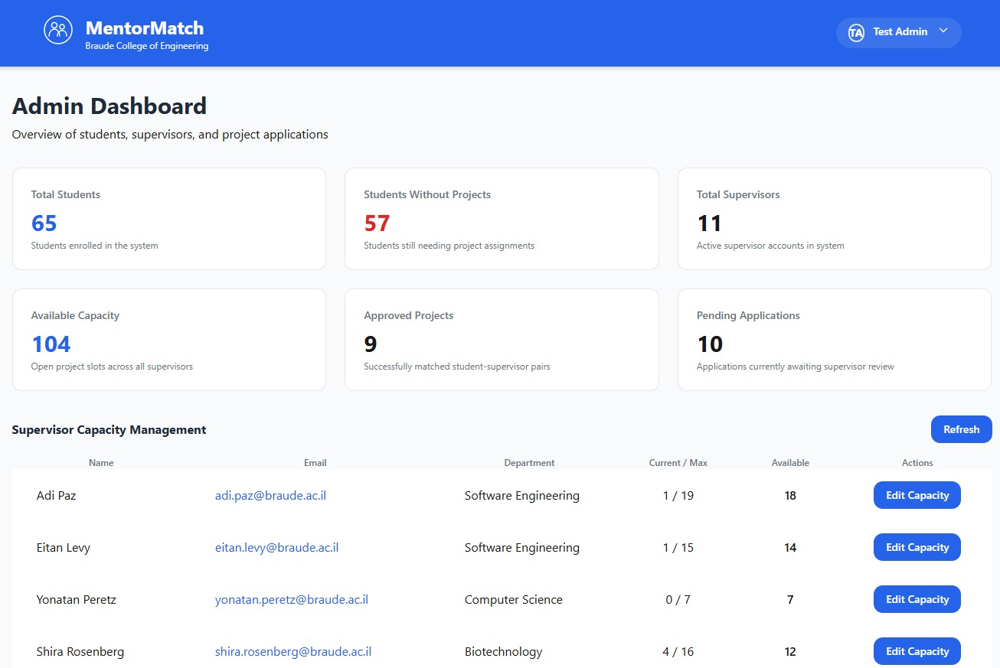 MentorMatch
Braude College of Engineering
TA Test Admin
Admin Dashboard
Overview of students, supervisors, and project applications
Total Students
65
Students enrolled in the system
Students Without Projects
57
Students still needing project assignments
Total Supervisors
11
Active supervisor accounts in system
Available Capacity
104
Open project slots across all supervisors
Approved Projects
9
Successfully matched student-supervisor pairs
Pending Applications
10
Applications currently awaiting supervisor review
Supervisor Capacity Management
Refresh
Name Email Department Current / Max Available Actions
Adi Paz adi.paz@braude.ac.il Software Engineering 1 / 19 18 Edit Capacity
Eitan Levy eitan.levy@braude.ac.il Software Engineering 1 / 15 14 Edit Capacity
Yonatan Peretz yonatan.peretz@braude.ac.il Computer Science 0 / 7 7 Edit Capacity
Shira Rosenberg shira.rosenberg@braude.ac.il Biotechnology 4 / 16 12 Edit Capacity